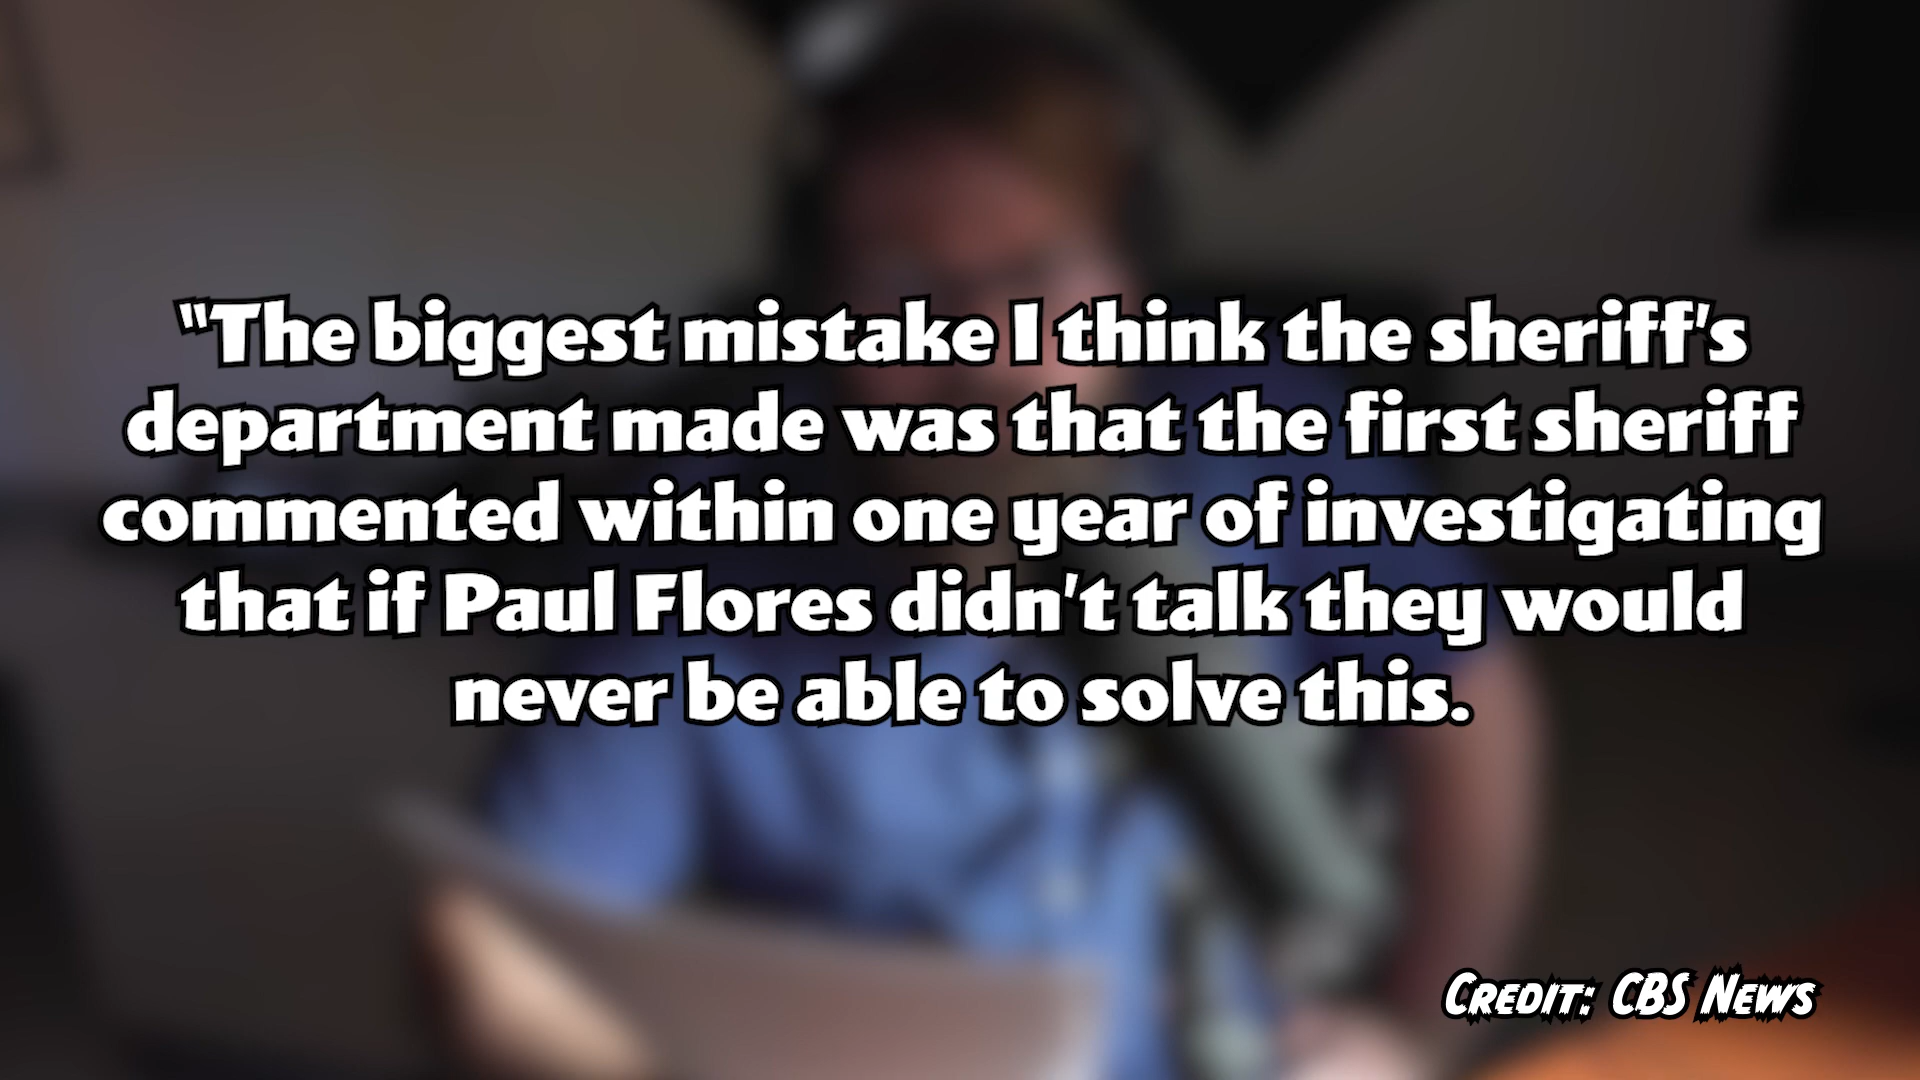 "The biggest mistake I think the sheriff's
department made was that the first sheriff
commented within one year of investigating
that if Paul Flores didn't talk they would
never be able to solve this.
Credit: CBS News